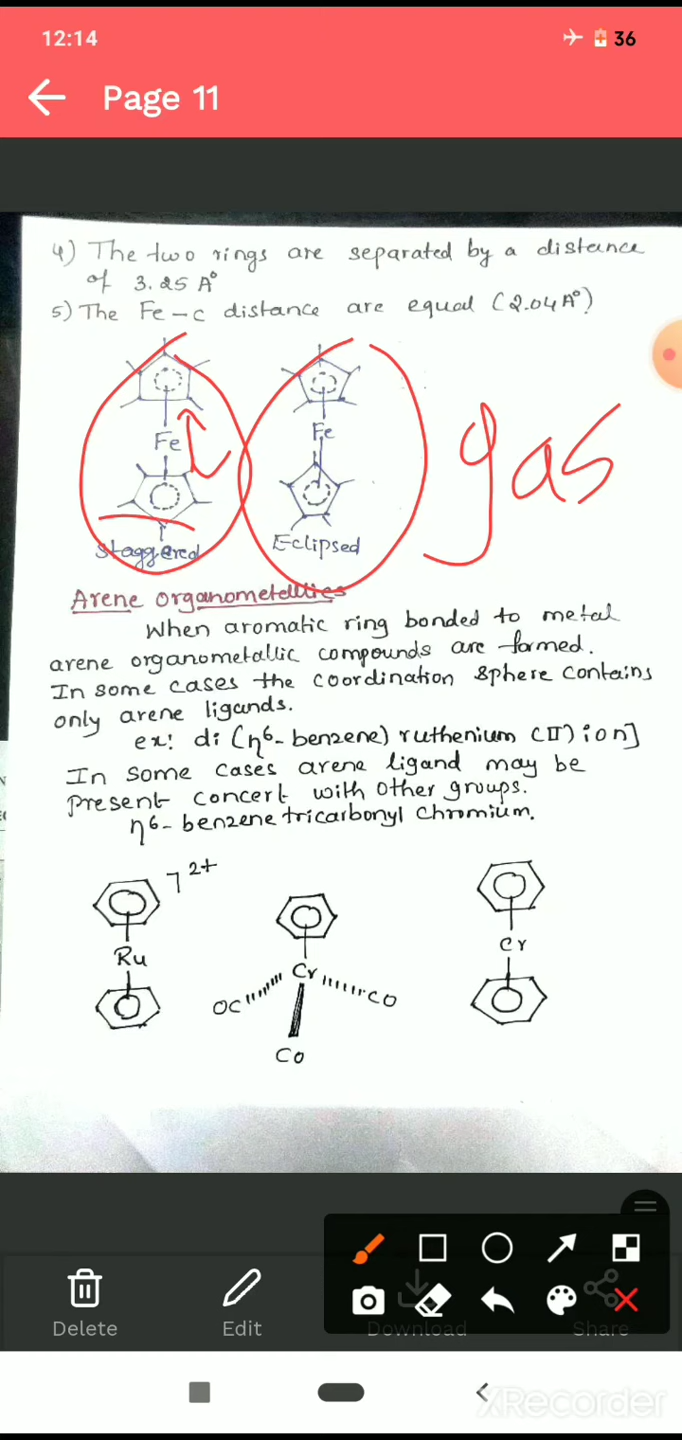 12:14
36
Page 11
4) The two rings are separated by a distance
of 3.25 A°
5) The Fe-c distance are equal (2.04 A°)
Fe
Fe
gas
Staggered
Eclipsed
Arene organometellics
When aromatic ring bonded to metal
arene organometallic compounds are formed.
In some cases the coordination sphere contains
only arene ligands.
ex: di (η6- benzene) ruthenium (II) ion]
In some cases arene ligand may be
present concert with other groups.
η6- benzene tricarbonyl Chromium.
7 2+
Ru
Cr
OC
CO
Co
Cr
Delete
Edit
Download
Share
XRecorder